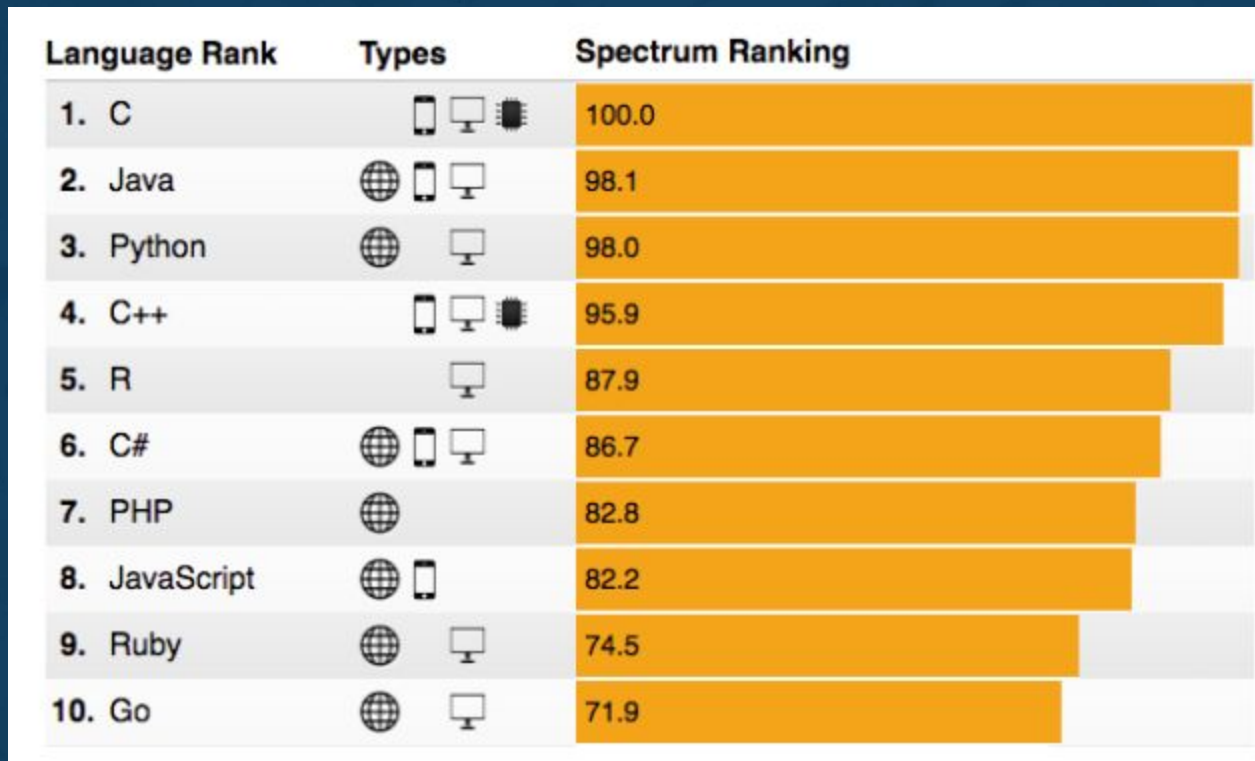 Language Rank Types Spectrum Ranking
1. C 100.0
2. Java 98.1
3. Python 98.0
4. C++ 95.9
5. R 87.9
6. C# 86.7
7. PHP 82.8
8. JavaScript 82.2
9. Ruby 74.5
10. Go 71.9